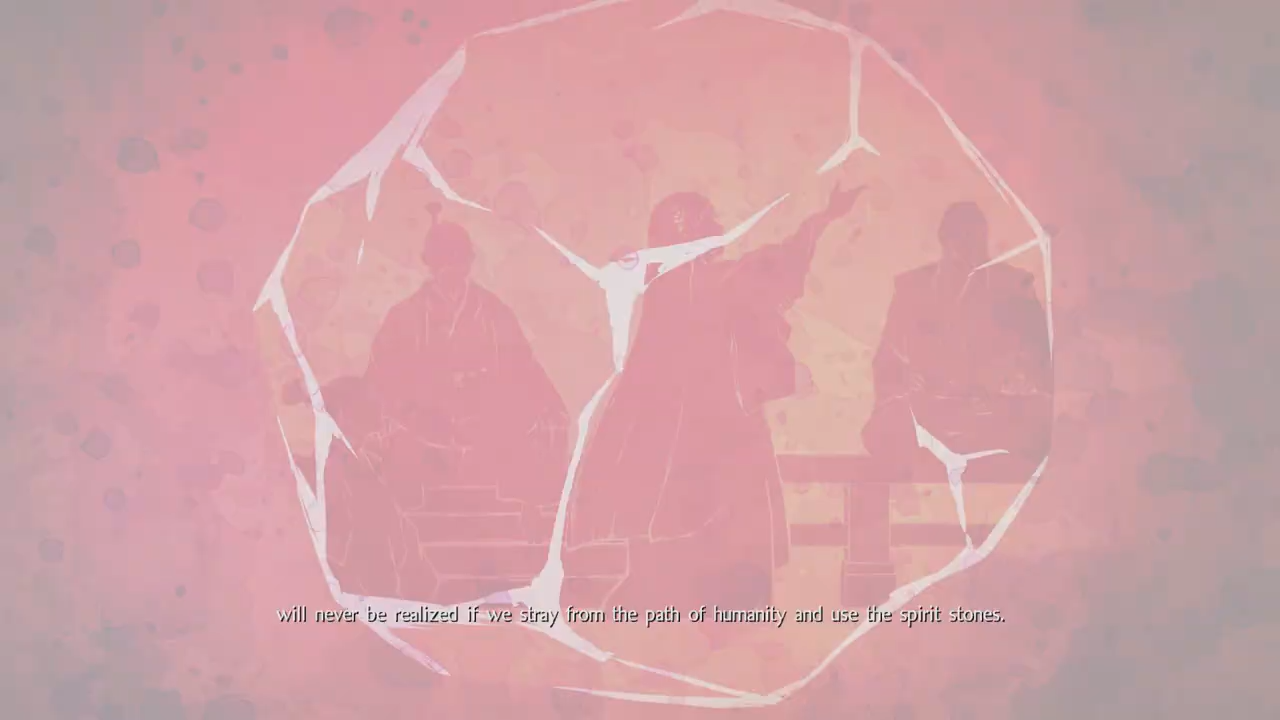 will never be realized if we stray from the path of humanity and use the spirit stones.